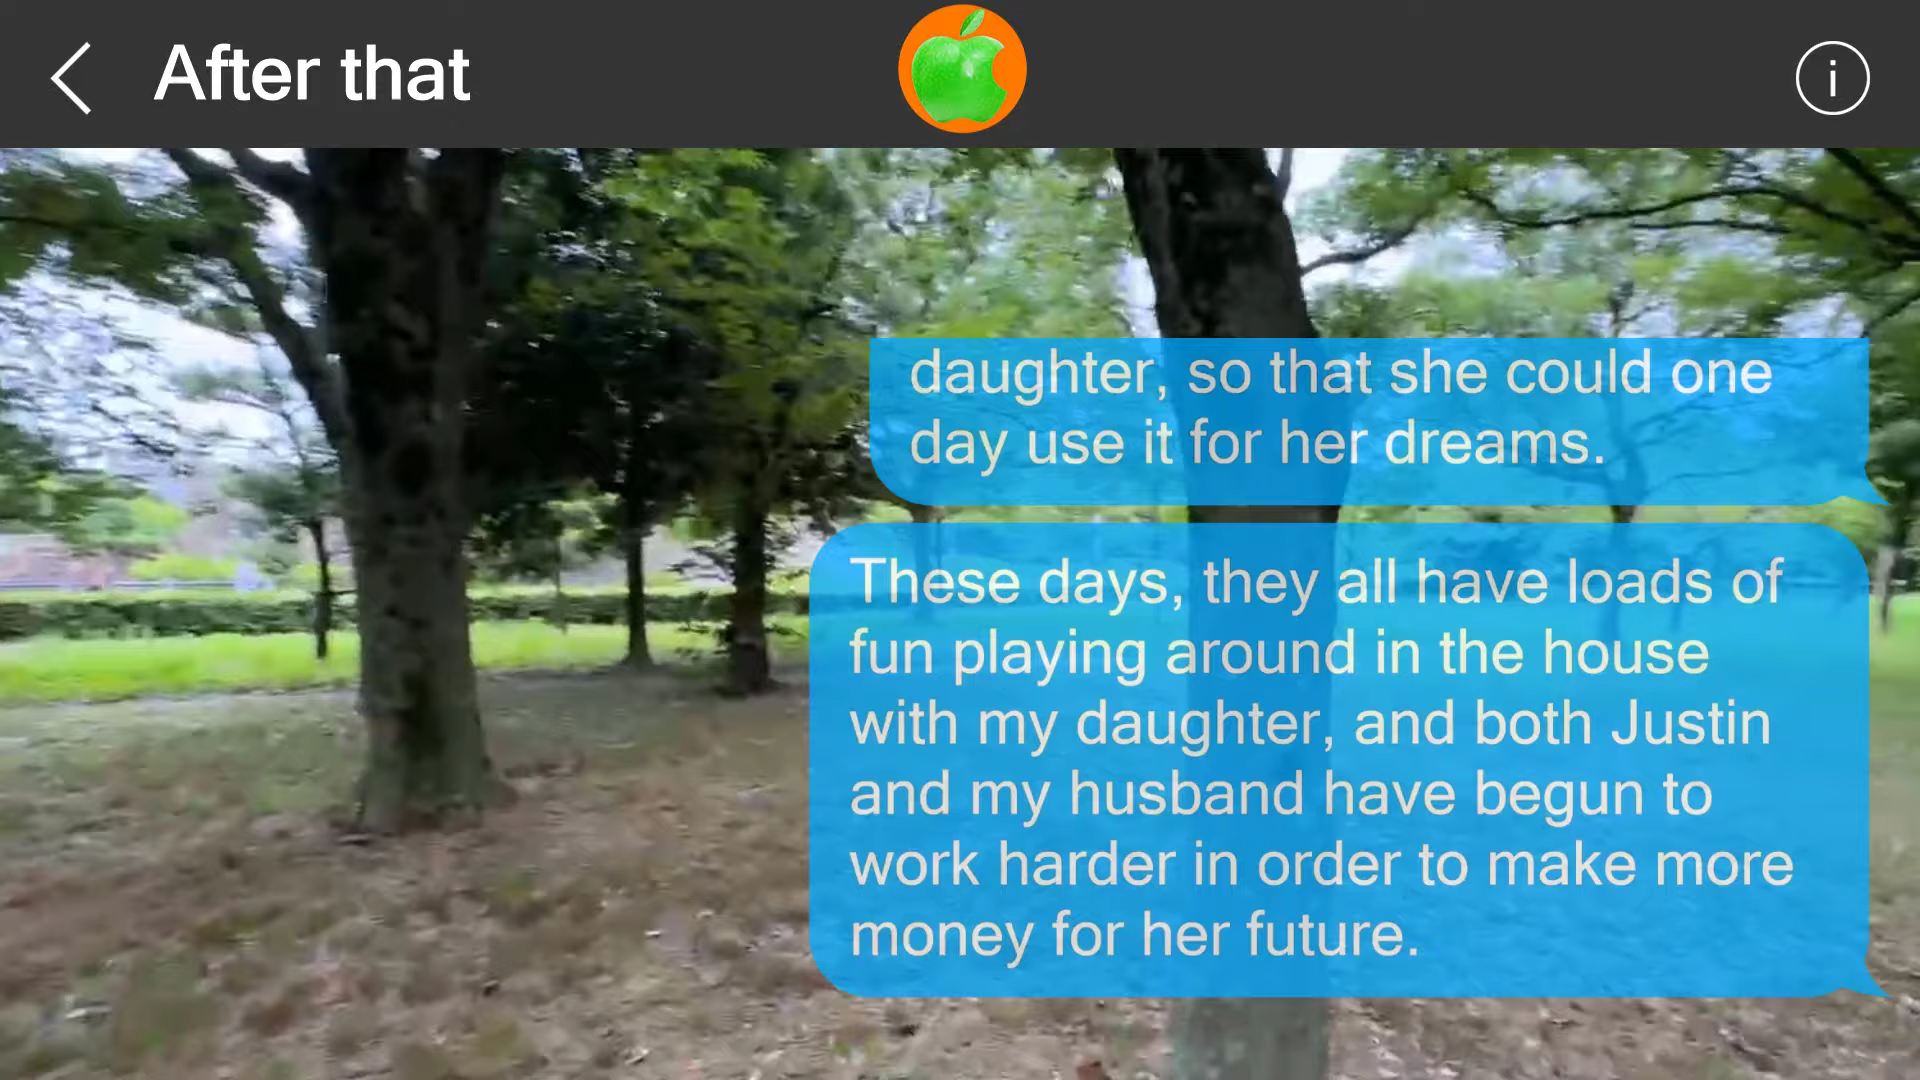 After that
i
daughter, so that she could one
day use it for her dreams.
These days, they all have loads of
fun playing around in the house
with my daughter, and both Justin
and my husband have begun to
work harder in order to make more
money for her future.